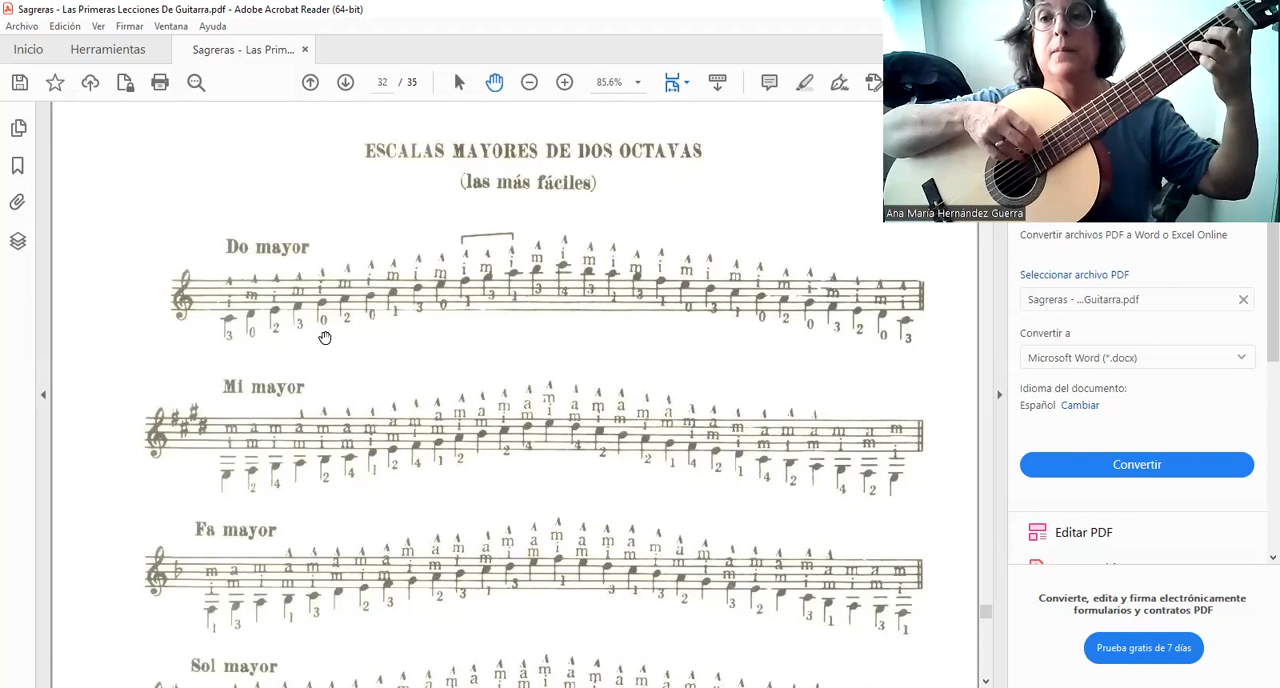 Sagreras - Las Primeras Lecciones De Guitarra.pdf - Adobe Acrobat Reader (64-bit)
Archivo Edición Ver Firmar Ventana Ayuda
Inicio Herramientas Sagreras - Las Prim... ×
32 / 35 85.6%
Ana María Hernández Guerra
ESCALAS MAYORES DE DOS OCTAVAS
(las más fáciles)
Do mayor
Mi mayor
Fa mayor
Sol mayor
Convertir archivos PDF a Word o Excel Online
Seleccionar archivo PDF
Sagreras - ...Guitarra.pdf
Convertir a
Microsoft Word (*.docx)
Idioma del documento:
Español Cambiar
Convertir
Editar PDF
Convierte, edita y firma electrónicamente
formularios y contratos PDF
Prueba gratis de 7 días